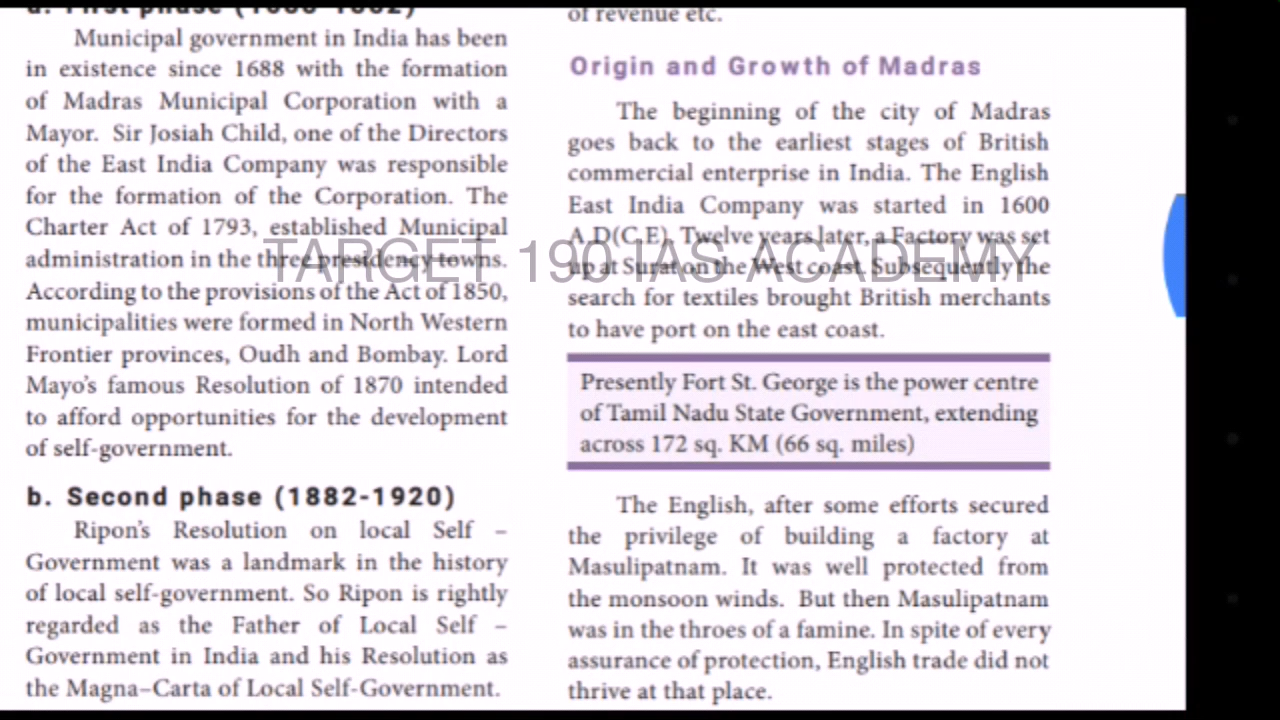 a. First phase (1688-1882)
Municipal government in India has been
in existence since 1688 with the formation
of Madras Municipal Corporation with a
Mayor. Sir Josiah Child, one of the Directors
of the East India Company was responsible
for the formation of the Corporation. The
Charter Act of 1793, established Municipal
administration in the three presidency towns.
According to the provisions of the Act of 1850,
municipalities were formed in North Western
Frontier provinces, Oudh and Bombay. Lord
Mayo's famous Resolution of 1870 intended
to afford opportunities for the development
of self-government.
b. Second phase (1882-1920)
Ripon's Resolution on local Self –
Government was a landmark in the history
of local self-government. So Ripon is rightly
regarded as the Father of Local Self –
Government in India and his Resolution as
the Magna–Carta of Local Self-Government.
of revenue etc.
Origin and Growth of Madras
The beginning of the city of Madras
goes back to the earliest stages of British
commercial enterprise in India. The English
East India Company was started in 1600
A.D(C.E). Twelve years later, a Factory was set
up at Surat on the West coast. Subsequently the
search for textiles brought British merchants
to have port on the east coast.
Presently Fort St. George is the power centre
of Tamil Nadu State Government, extending
across 172 sq. KM (66 sq. miles)
The English, after some efforts secured
the privilege of building a factory at
Masulipatnam. It was well protected from
the monsoon winds. But then Masulipatnam
was in the throes of a famine. In spite of every
assurance of protection, English trade did not
thrive at that place.
TARGET 190 IAS ACADEMY